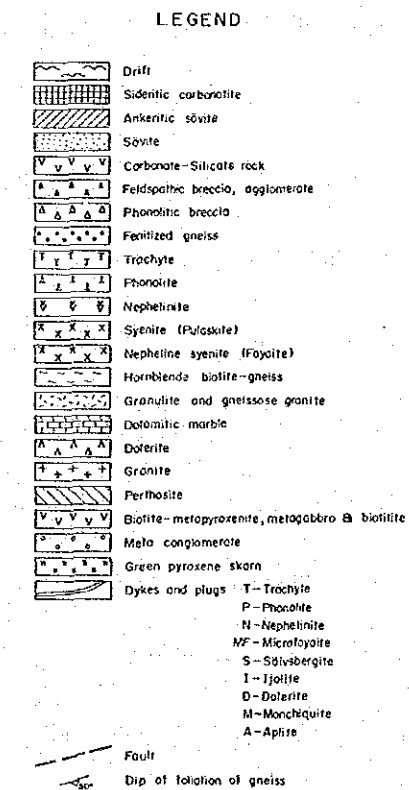 LEGEND
Drift
Sideritic carbonatite
Ankeritic sövite
Sövite
Carbonate-Silicate rock
Feldspathic breccia, agglomerate
Phonolitic breccia
Fenitized gneiss
Trachyte
Phonolite
Nephelinite
Syenite (Pulaskite)
Nepheline syenite (Foyaite)
Hornblende biotite-gneiss
Granulite and gneissose granite
Dolomitic marble
Dolerite
Granite
Perthosite
Biotite-metapyroxenite, metagabbro & biotitite
Meta conglomerate
Green pyroxene skarn
Dykes and plugs T-Trachyte
P-Phonolite
N-Nephelinite
MF-Microfoyaite
S-Sölvsbergite
I-Ijolite
D-Dolerite
M-Monchiquite
A-Aplite
Fault
50° Dip of foliation of gneiss